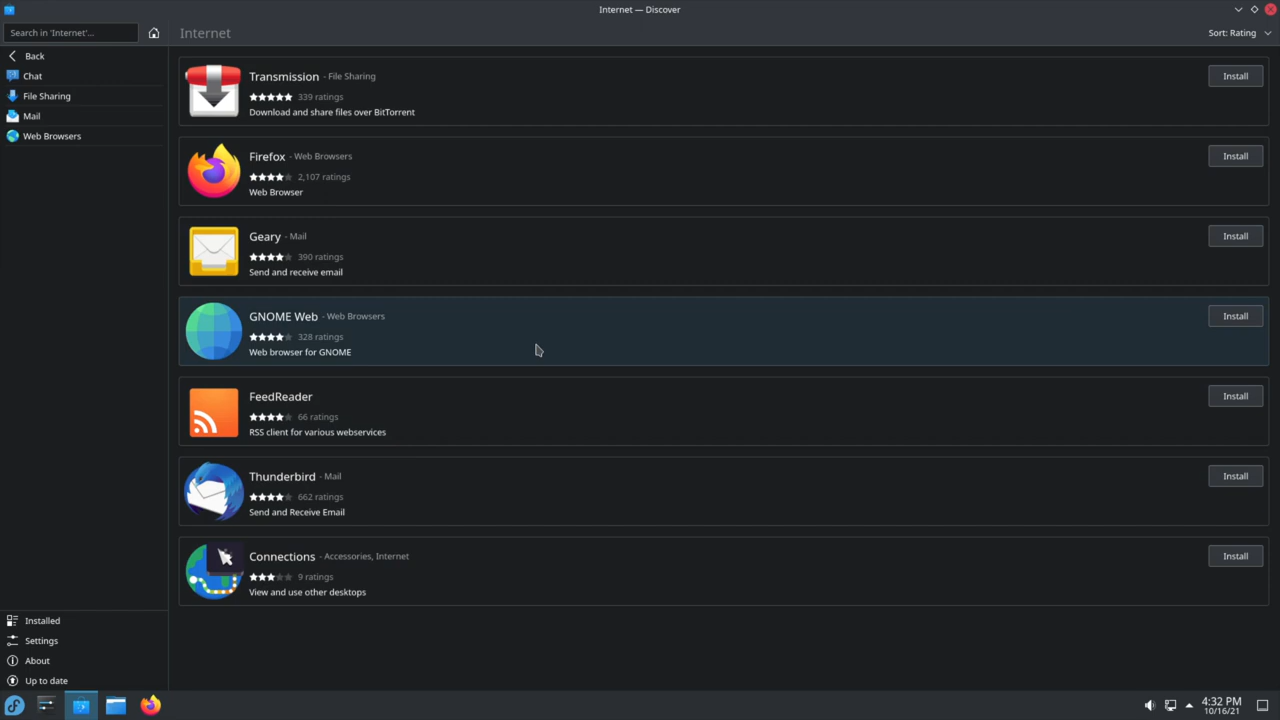 Internet — Discover
Search in 'Internet'...
Internet
Sort: Rating
Back
Chat
File Sharing
Mail
Web Browsers
Transmission - File Sharing
339 ratings
Download and share files over BitTorrent
Install
Firefox - Web Browsers
2,107 ratings
Web Browser
Install
Geary - Mail
390 ratings
Send and receive email
Install
GNOME Web - Web Browsers
328 ratings
Web browser for GNOME
Install
FeedReader
66 ratings
RSS client for various webservices
Install
Thunderbird - Mail
662 ratings
Send and Receive Email
Install
Connections - Accessories, Internet
9 ratings
View and use other desktops
Install
Installed
Settings
About
Up to date
4:32 PM
10/16/21